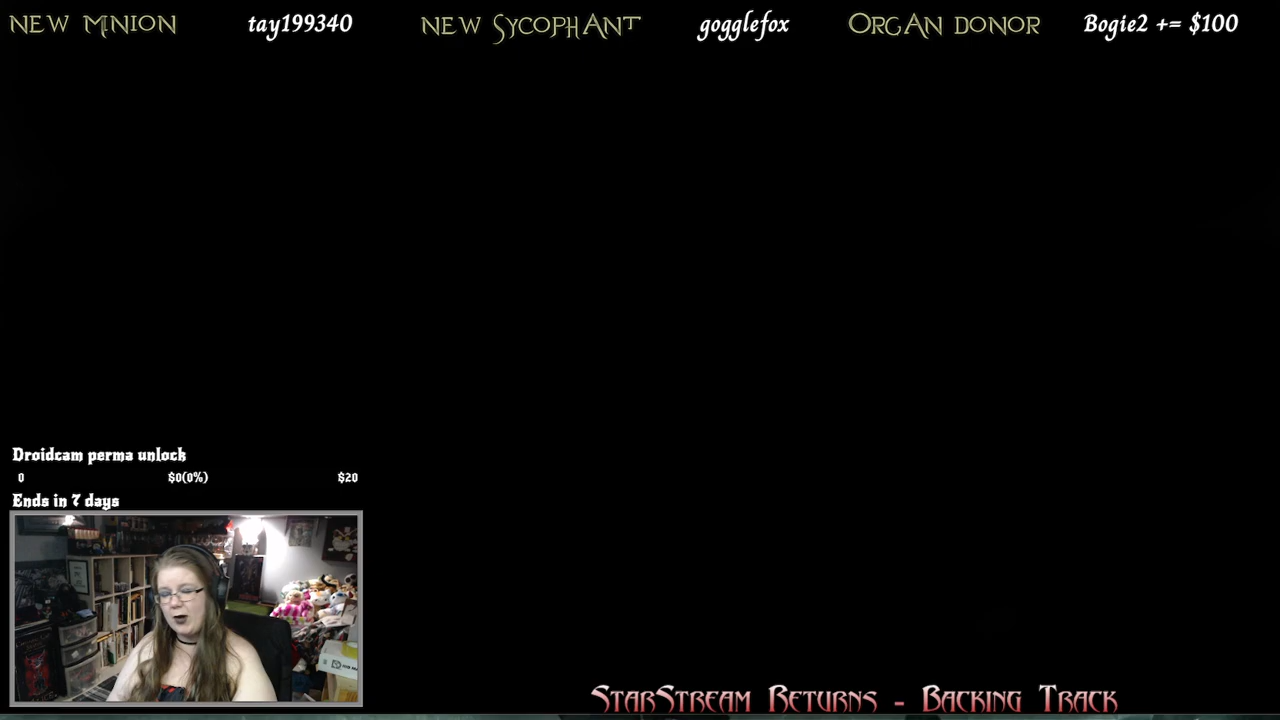 NEW MINION tay199340 NEW SYCOPHANT gogglefox ORGAN DONOR Bogie2 += $100
Droidcam perma unlock
0 $0(0%) $20
Ends in 7 days
StarStream Returns - Backing Track